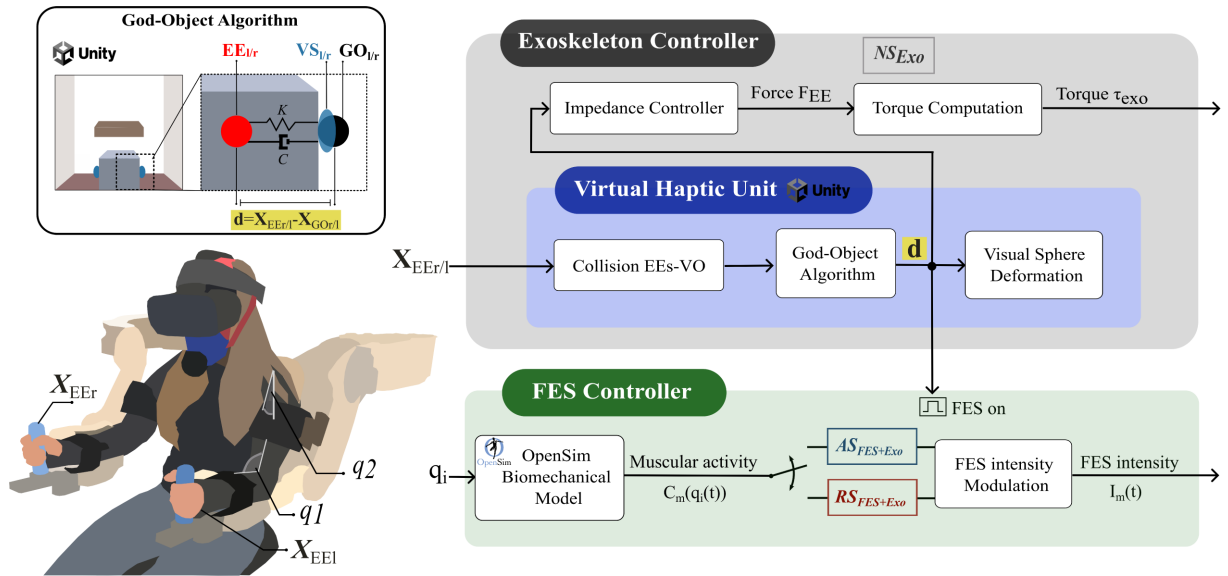 God-Object Algorithm
Unity
EEl/r
VSl/r
GOl/r
K
C
d=XEEr/l-XGOr/l
XEEr
q2
q1
XEEl
Exoskeleton Controller
NSExo
Impedance Controller
Force FEE
Torque Computation
Torque τexo
Virtual Haptic Unit
Unity
XEEr/l
Collision EEs-VO
God-Object
Algorithm
d
Visual Sphere
Deformation
FES Controller
FES on
qi
OpenSim
OpenSim
Biomechanical
Model
Muscular activity
Cm(qi(t))
ASFES+Exo
RSFES+Exo
FES intensity
Modulation
FES intensity
Im(t)